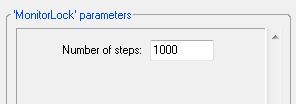 'MonitorLock' parameters
Number of steps: 1000